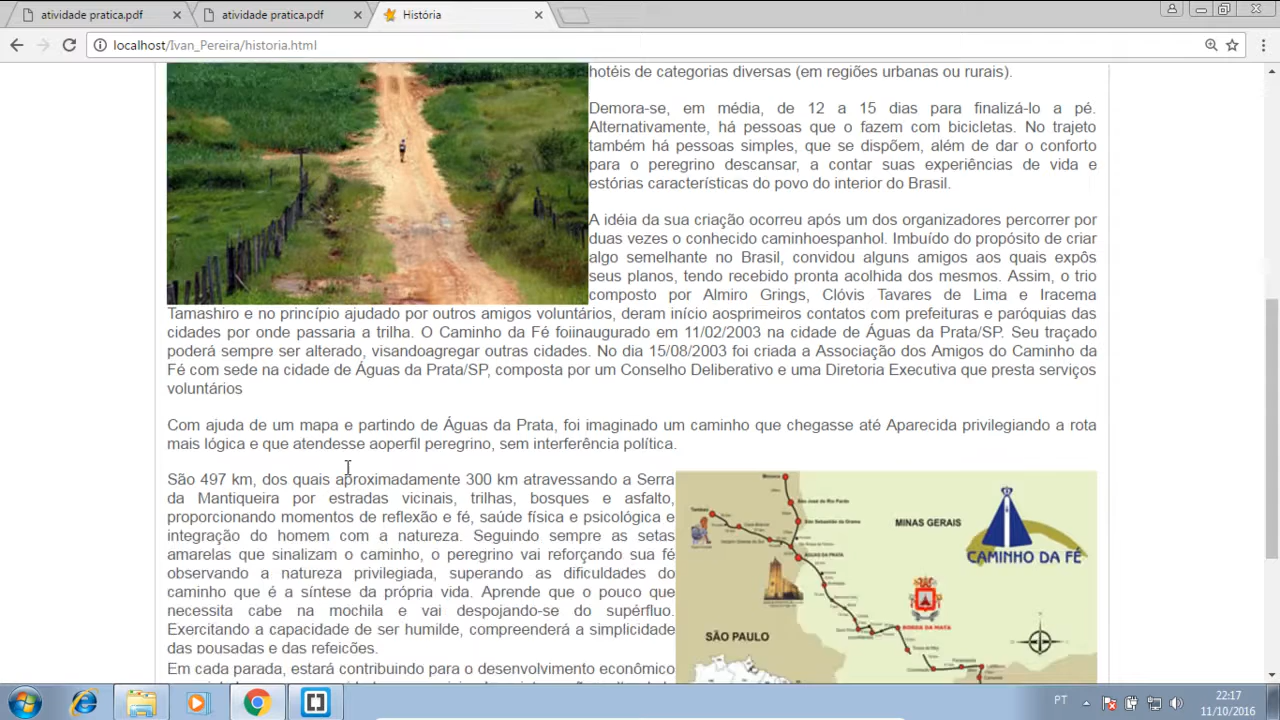 atividade pratica.pdf
atividade pratica.pdf
História
localhost/Ivan_Pereira/historia.html
hotéis de categorias diversas (em regiões urbanas ou rurais).
Demora-se, em média, de 12 a 15 dias para finalizá-lo a pé.
Alternativamente, há pessoas que o fazem com bicicletas. No trajeto
também há pessoas simples, que se dispõem, além de dar o conforto
para o peregrino descansar, a contar suas experiências de vida e
estórias características do povo do interior do Brasil.
A idéia da sua criação ocorreu após um dos organizadores percorrer por
duas vezes o conhecido caminhoespanhol. Imbuído do propósito de criar
algo semelhante no Brasil, convidou alguns amigos aos quais expôs
seus planos, tendo recebido pronta acolhida dos mesmos. Assim, o trio
composto por Almiro Grings, Clóvis Tavares de Lima e Iracema
Tamashiro e no princípio ajudado por outros amigos voluntários, deram início aosprimeiros contatos com prefeituras e paróquias das
cidades por onde passaria a trilha. O Caminho da Fé foiinaugurado em 11/02/2003 na cidade de Águas da Prata/SP. Seu traçado
poderá sempre ser alterado, visandoagregar outras cidades. No dia 15/08/2003 foi criada a Associação dos Amigos do Caminho da
Fé com sede na cidade de Águas da Prata/SP, composta por um Conselho Deliberativo e uma Diretoria Executiva que presta serviços
voluntários
Com ajuda de um mapa e partindo de Águas da Prata, foi imaginado um caminho que chegasse até Aparecida privilegiando a rota
mais lógica e que atendesse aoperfil peregrino, sem interferência política.
São 497 km, dos quais aproximadamente 300 km atravessando a Serra
da Mantiqueira por estradas vicinais, trilhas, bosques e asfalto,
proporcionando momentos de reflexão e fé, saúde física e psicológica e
integração do homem com a natureza. Seguindo sempre as setas
amarelas que sinalizam o caminho, o peregrino vai reforçando sua fé
observando a natureza privilegiada, superando as dificuldades do
caminho que é a síntese da própria vida. Aprende que o pouco que
necessita cabe na mochila e vai despojando-se do supérfluo.
Exercitando a capacidade de ser humilde, compreenderá a simplicidade
das pousadas e das refeições.
Em cada parada, estará contribuindo para o desenvolvimento econômico
MINAS GERAIS
CAMINHO DA FÉ
São José do Rio Pardo
São Sebastião da Grama
ÁGUAS DA PRATA
BORDA DA MATA
SÃO PAULO
PT
22:17
11/10/2016